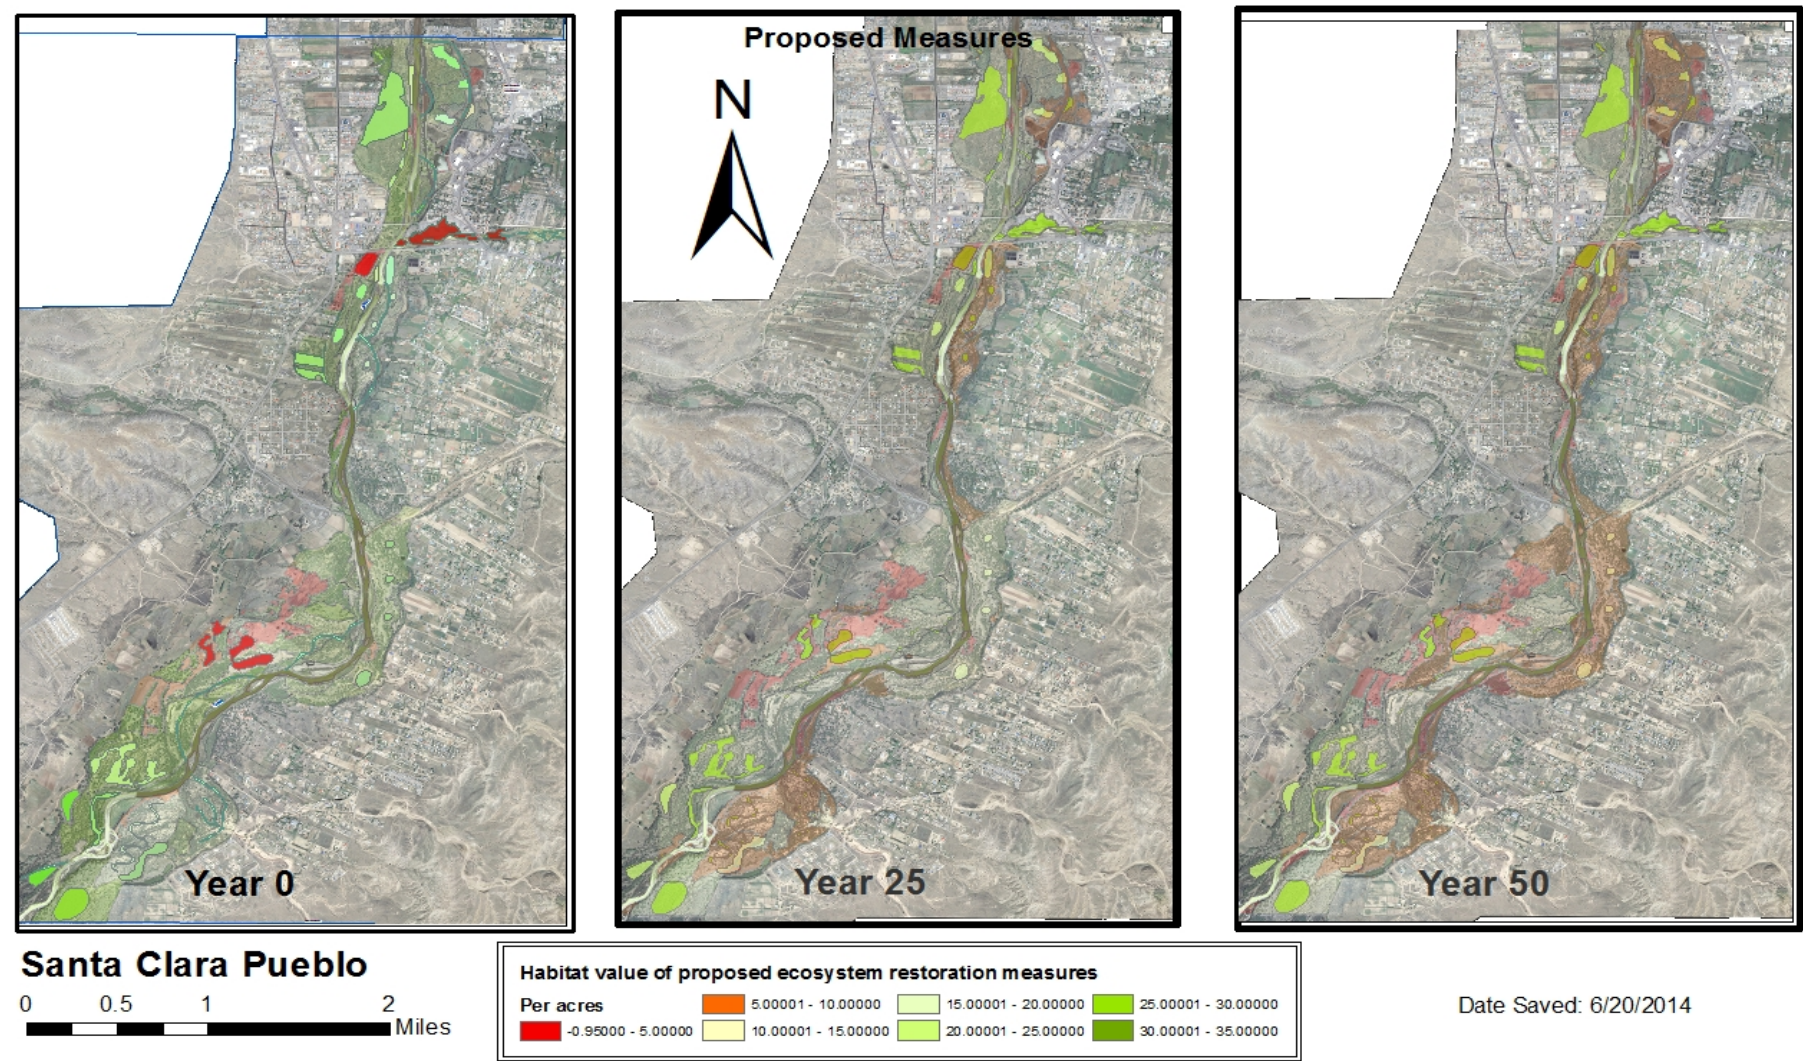 Proposed Measures
N
Year 0
Year 25
Year 50
Santa Clara Pueblo
0 0.5 1 2
Miles
Habitat value of proposed ecosystem restoration measures
Per acres
-0.95000 - 5.00000
5.00001 - 10.00000
10.00001 - 15.00000
15.00001 - 20.00000
20.00001 - 25.00000
25.00001 - 30.00000
30.00001 - 35.00000
Date Saved: 6/20/2014